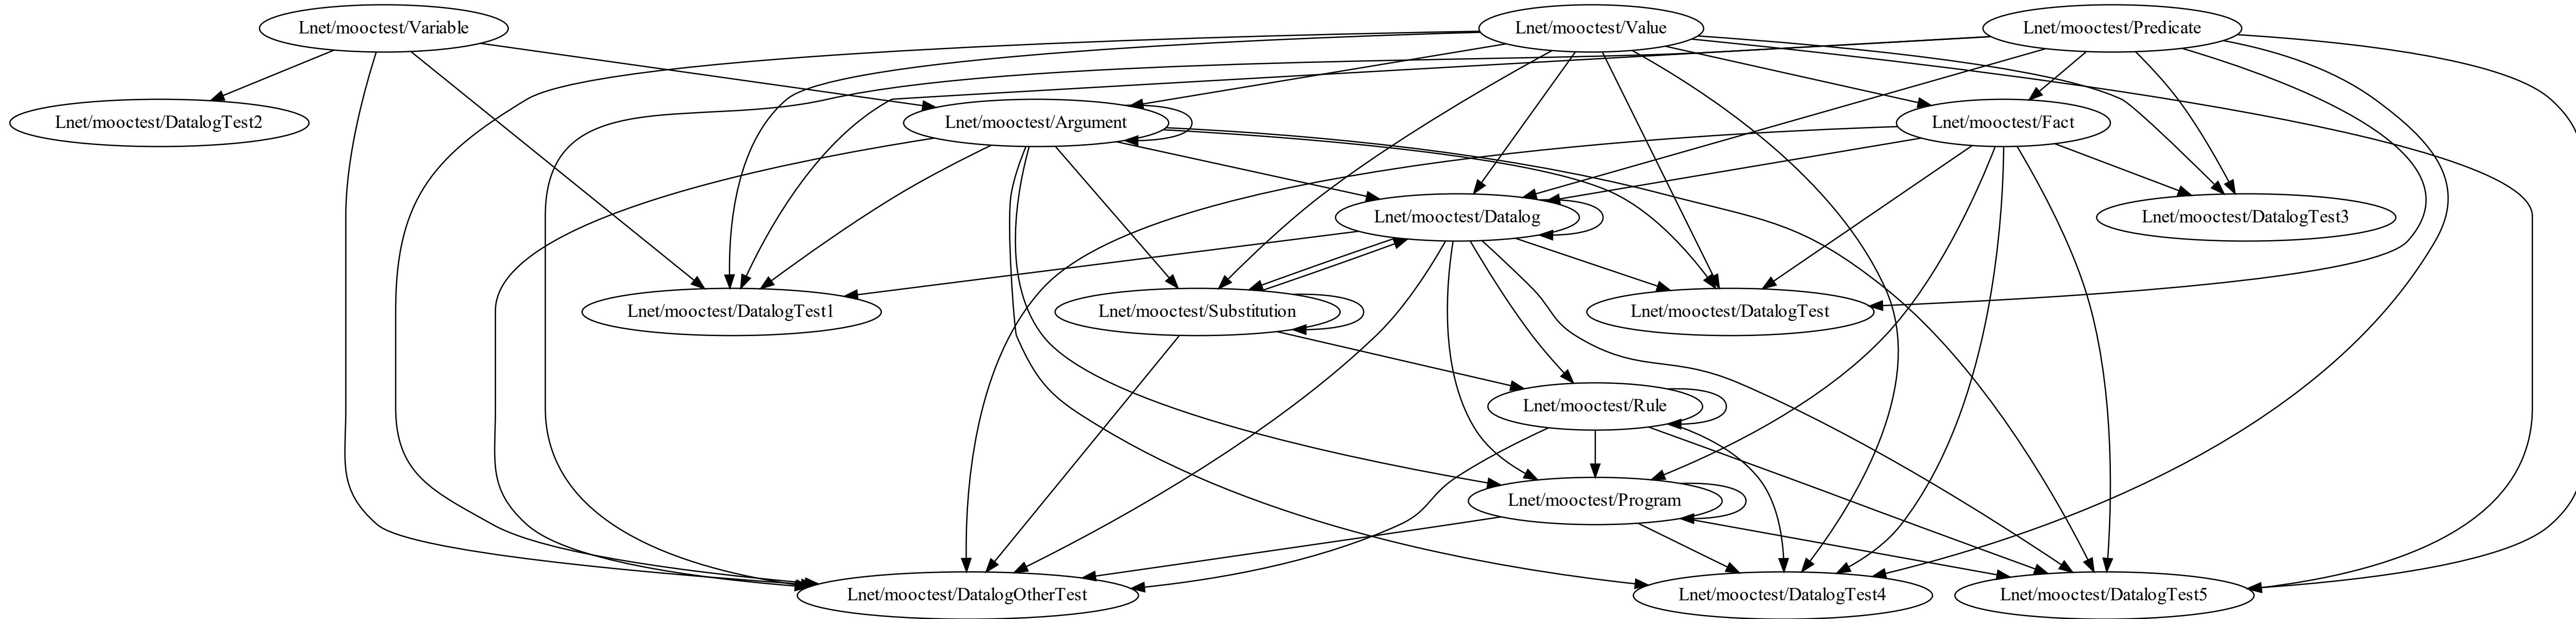 Lnet/mooctest/Variable
Lnet/mooctest/Value
Lnet/mooctest/Predicate
Lnet/mooctest/DatalogTest2
Lnet/mooctest/Argument
Lnet/mooctest/Fact
Lnet/mooctest/Datalog
Lnet/mooctest/DatalogTest3
Lnet/mooctest/DatalogTest1
Lnet/mooctest/Substitution
Lnet/mooctest/DatalogTest
Lnet/mooctest/Rule
Lnet/mooctest/Program
Lnet/mooctest/DatalogOtherTest
Lnet/mooctest/DatalogTest4
Lnet/mooctest/DatalogTest5